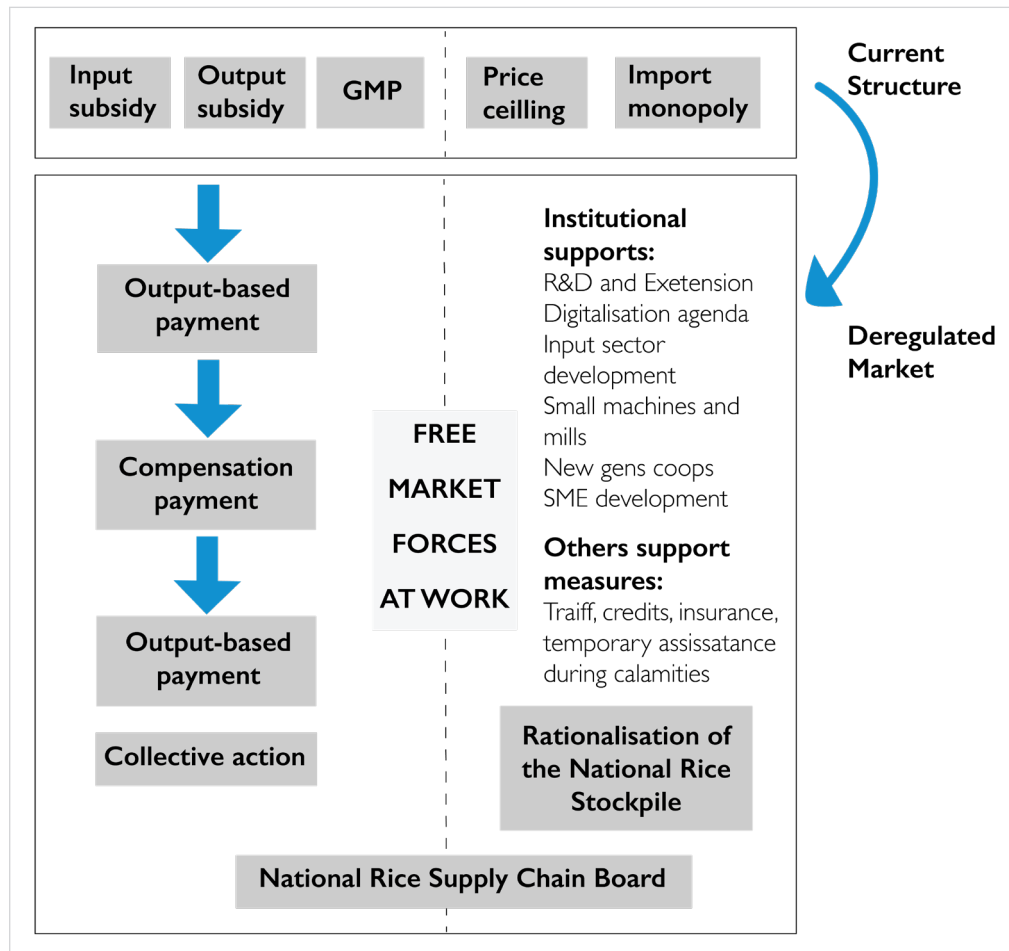 Input
subsidy
Output
subsidy
GMP
Price
ceilling
Import
monopoly
Current
Structure
Output-based
payment
Compensation
payment
Output-based
payment
Collective action
FREE
MARKET
FORCES
AT WORK
Institutional
supports:
R&D and Exetension
Digitalisation agenda
Input sector
development
Small machines and
mills
New gens coops
SME development
Others support
measures:
Traiff, credits, insurance,
temporary assissatance
during calamities
Rationalisation of
the National Rice
Stockpile
National Rice Supply Chain Board
Deregulated
Market